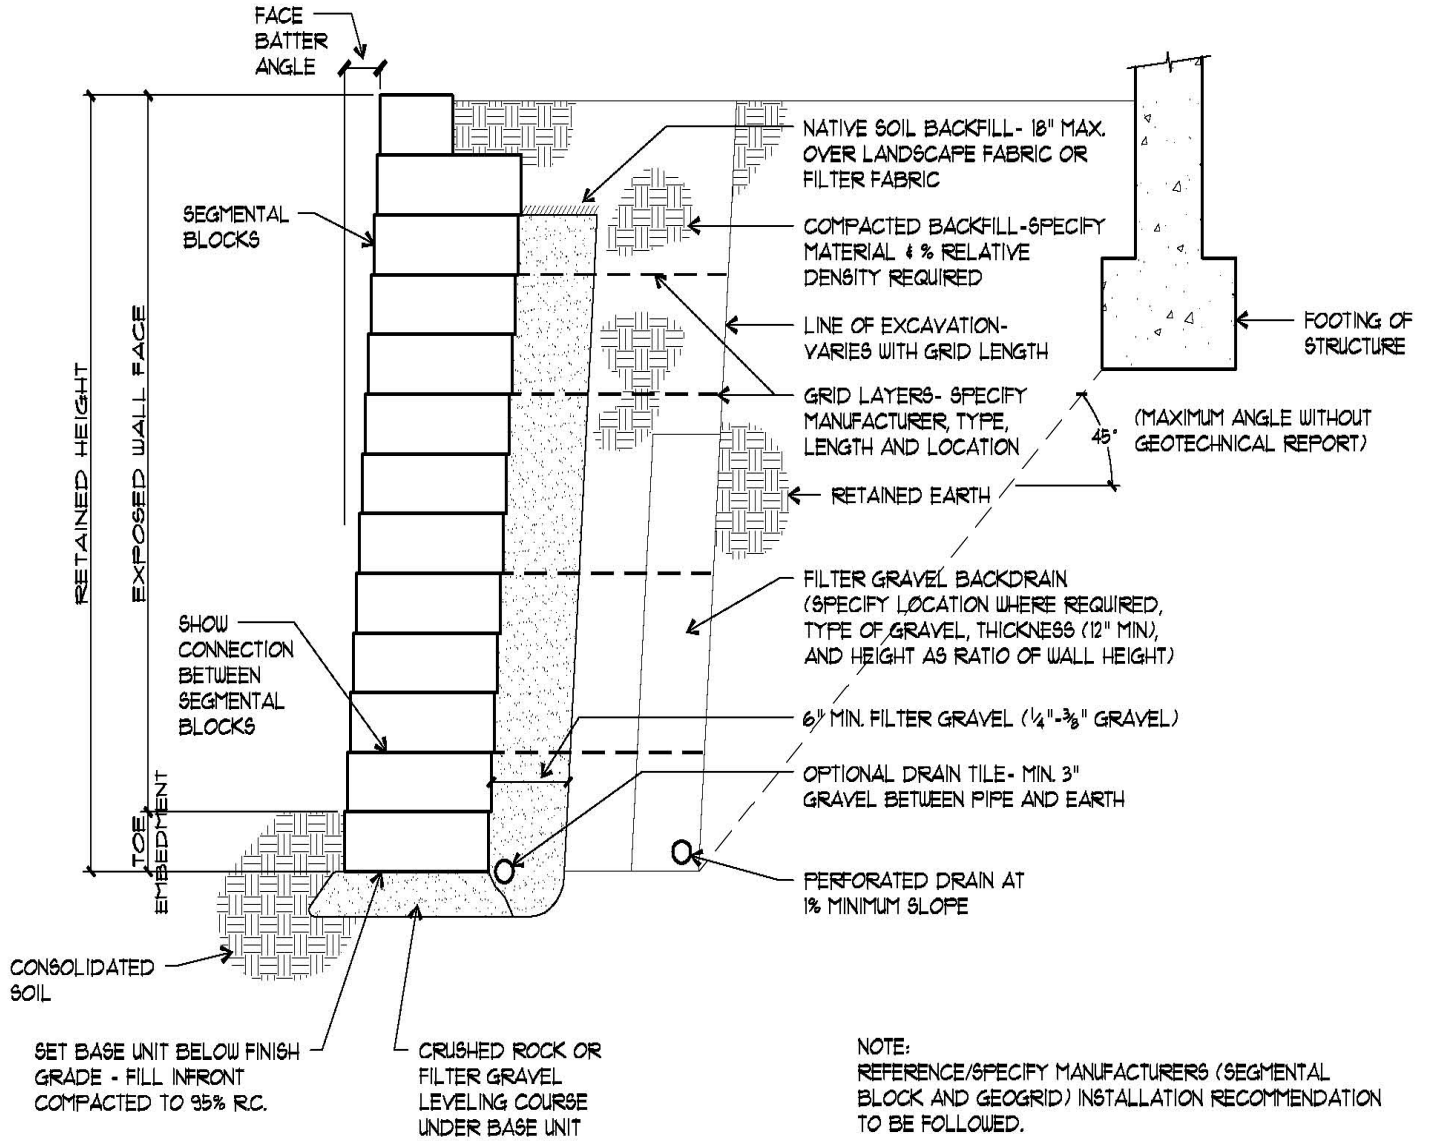 FACE
BATTER
ANGLE
NATIVE SOIL BACKFILL- 18" MAX.
OVER LANDSCAPE FABRIC OR
FILTER FABRIC
SEGMENTAL
BLOCKS
COMPACTED BACKFILL-SPECIFY
MATERIAL & % RELATIVE
DENSITY REQUIRED
LINE OF EXCAVATION-
VARIES WITH GRID LENGTH
FOOTING OF
STRUCTURE
GRID LAYERS- SPECIFY
MANUFACTURER, TYPE,
LENGTH AND LOCATION
45°
(MAXIMUM ANGLE WITHOUT
GEOTECHNICAL REPORT)
RETAINED EARTH
RETAINED HEIGHT
EXPOSED WALL FACE
FILTER GRAVEL BACKDRAIN
(SPECIFY LOCATION WHERE REQUIRED,
TYPE OF GRAVEL, THICKNESS (12" MIN),
AND HEIGHT AS RATIO OF WALL HEIGHT)
SHOW
CONNECTION
BETWEEN
SEGMENTAL
BLOCKS
6" MIN. FILTER GRAVEL (1/4"-3/8" GRAVEL)
OPTIONAL DRAIN TILE- MIN. 3"
GRAVEL BETWEEN PIPE AND EARTH
TOE
EMBEDMENT
PERFORATED DRAIN AT
1% MINIMUM SLOPE
CONSOLIDATED
SOIL
SET BASE UNIT BELOW FINISH
GRADE - FILL INFRONT
COMPACTED TO 95% R.C.
CRUSHED ROCK OR
FILTER GRAVEL
LEVELING COURSE
UNDER BASE UNIT
NOTE:
REFERENCE/SPECIFY MANUFACTURERS (SEGMENTAL
BLOCK AND GEOGRID) INSTALLATION RECOMMENDATION
TO BE FOLLOWED.